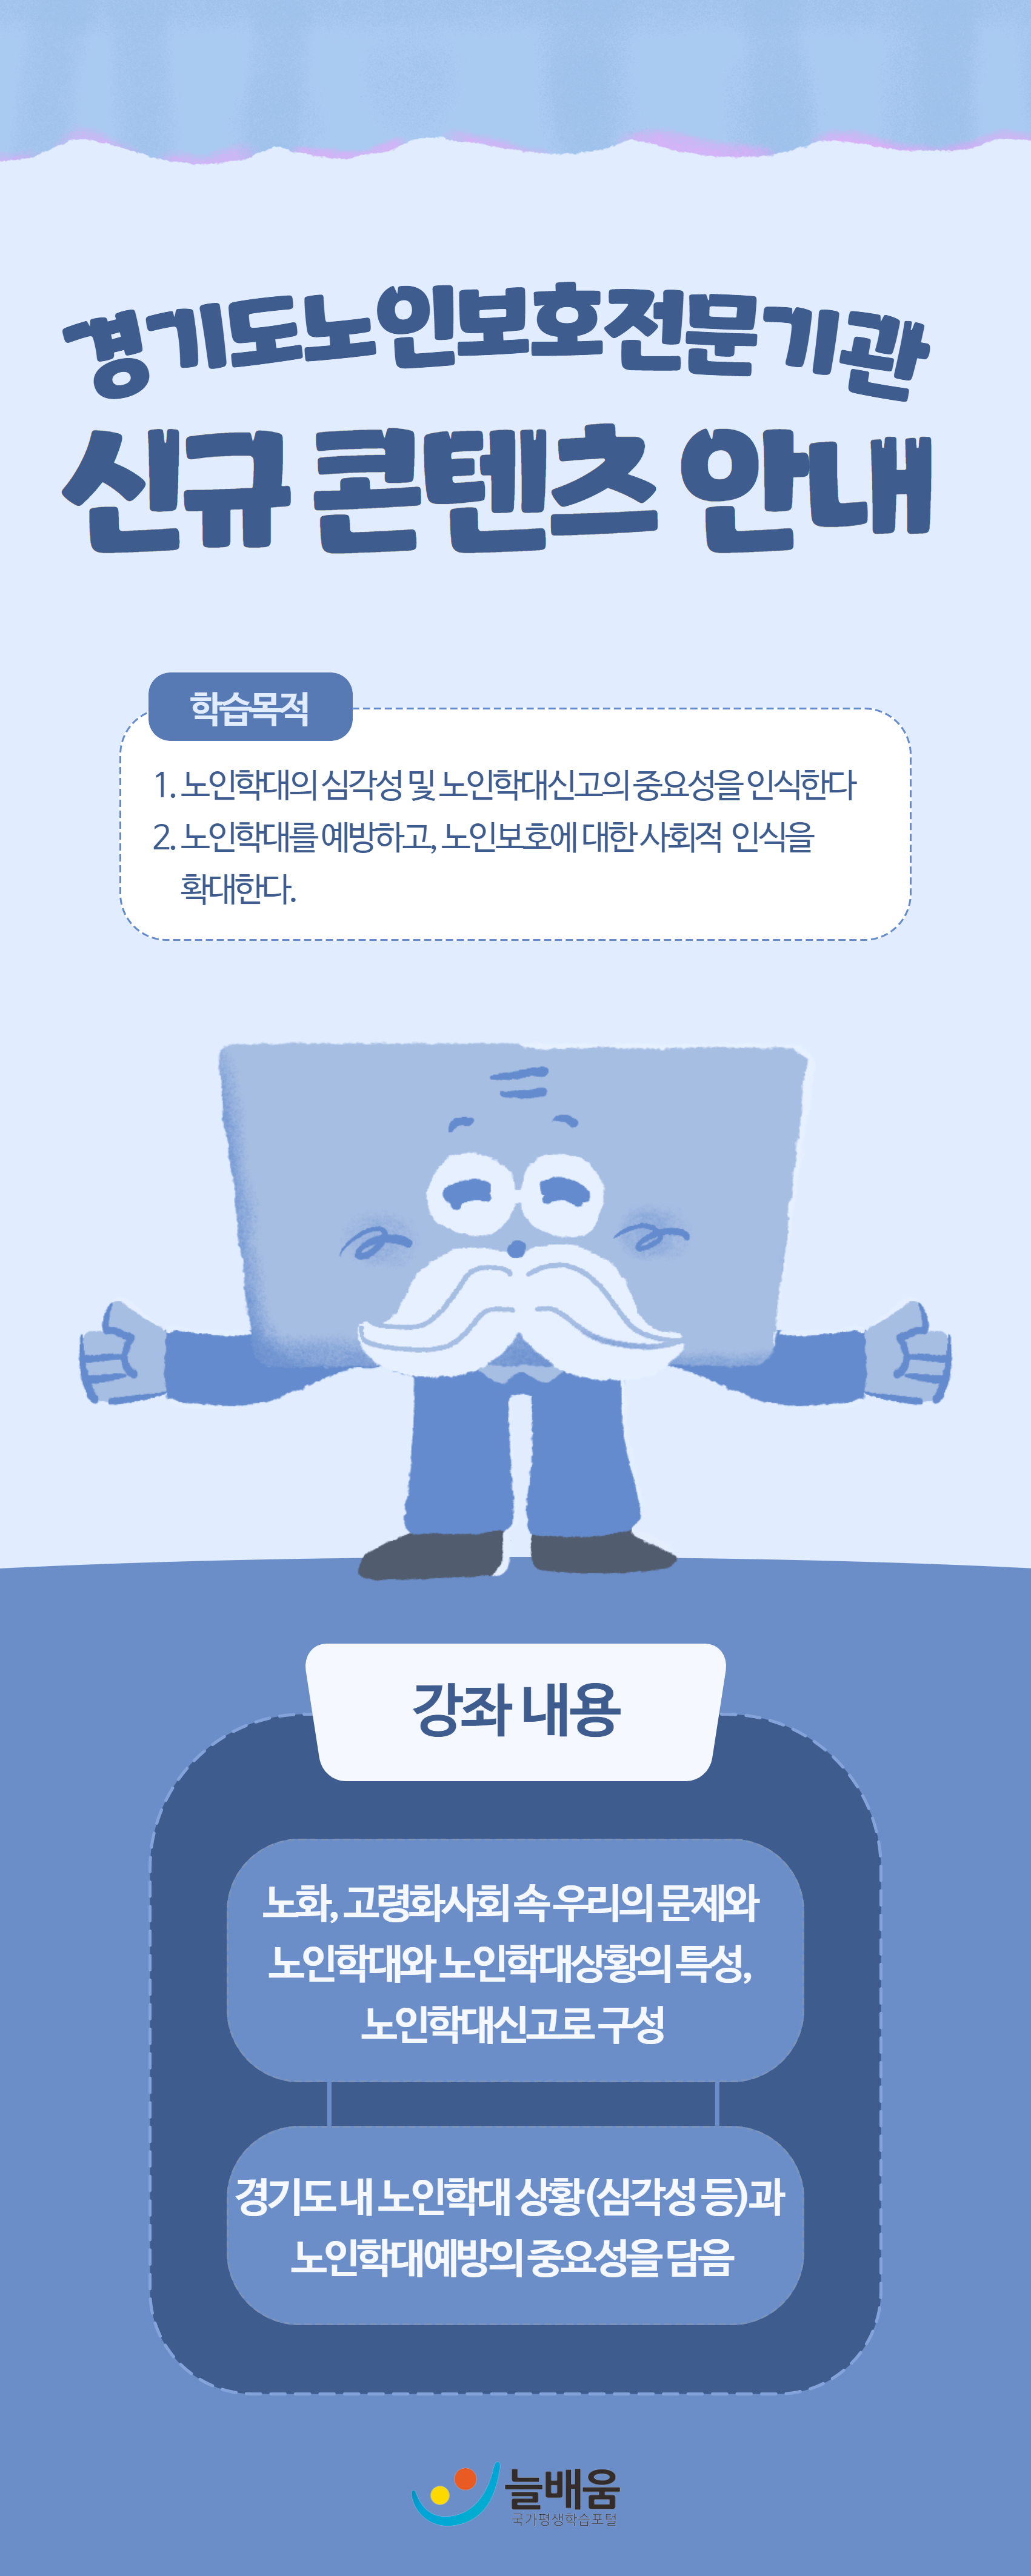 경기도노인보호전문기관
신규 콘텐츠 안내
학습목적
1. 노인학대의 심각성 및 노인학대신고의 중요성을 인식한다
2. 노인학대를 예방하고, 노인보호에 대한 사회적 인식을
확대한다.
강좌 내용
노화, 고령화사회 속 우리의 문제와
노인학대와 노인학대상황의 특성,
노인학대신고로 구성
경기도 내 노인학대 상황(심각성 등)과
노인학대예방의 중요성을 담음
늘배움
국가평생학습포털